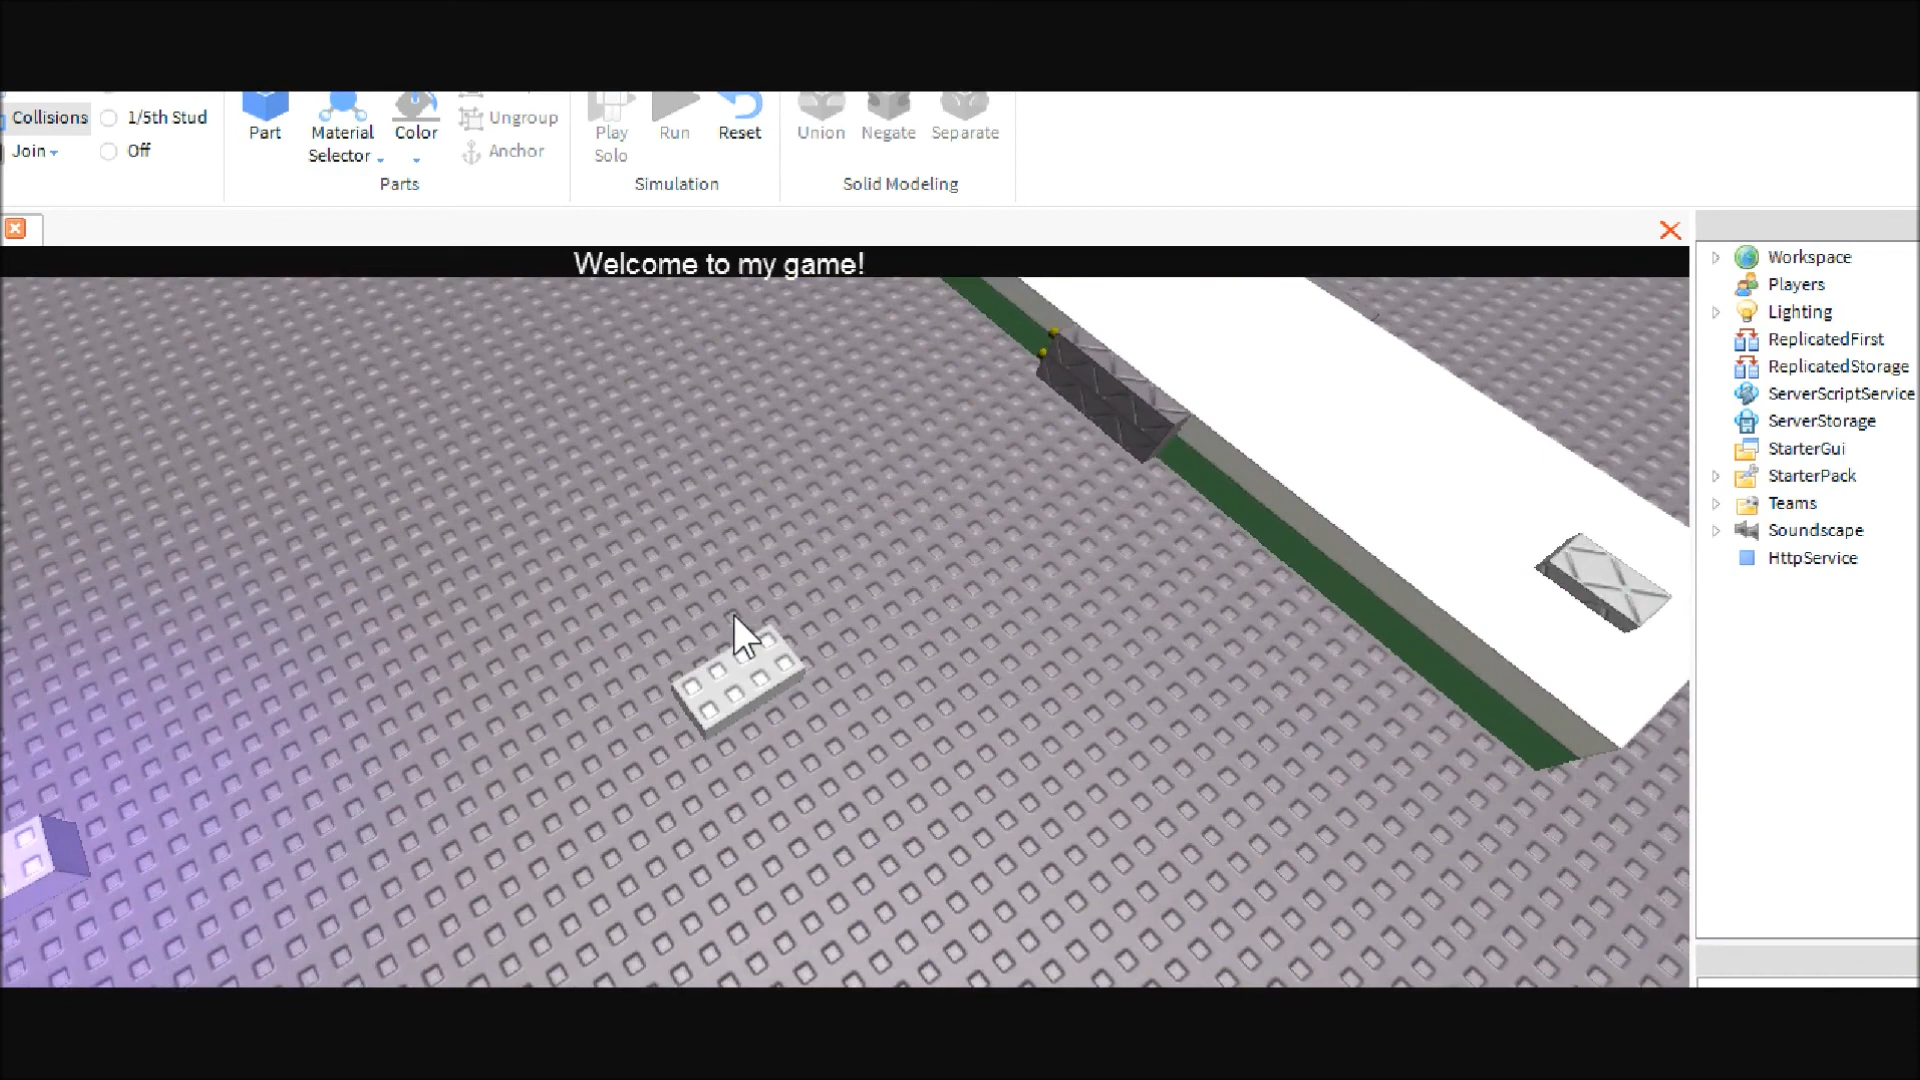 Collisions
1/5th Stud
Join
Off
Part
Material
Selector
Color
Ungroup
Anchor
Parts
Play
Solo
Run
Reset
Simulation
Union
Negate
Separate
Solid Modeling
Welcome to my game!
Workspace
Players
Lighting
ReplicatedFirst
ReplicatedStorage
ServerScriptService
ServerStorage
StarterGui
StarterPack
Teams
Soundscape
HttpService